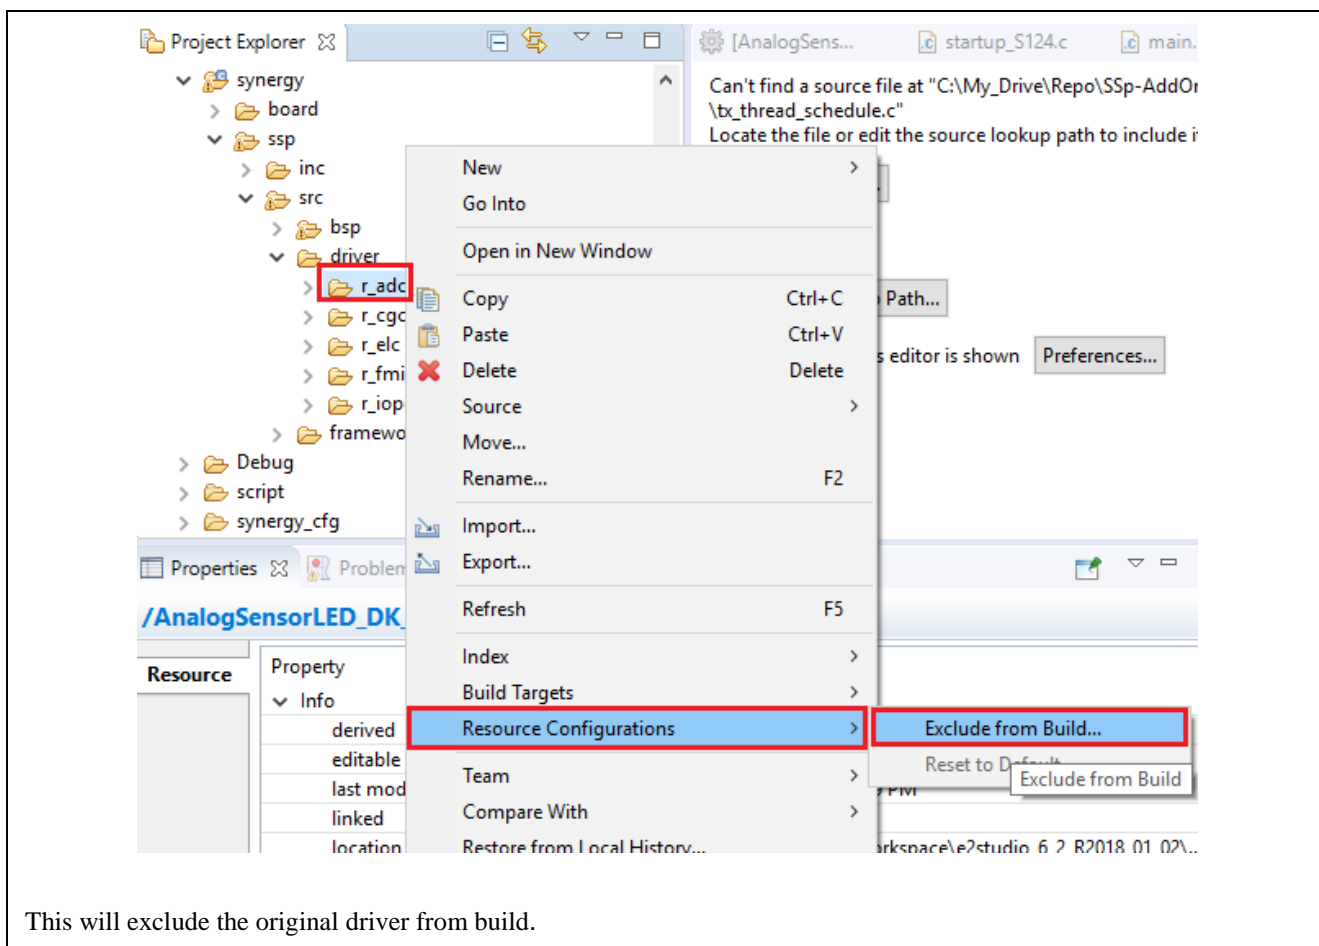 Project Explorer
[AnalogSens...
startup_S124.c
main.
synergy
board
ssp
inc
src
bsp
driver
r_adc
r_cgc
r_elc
r_fmi
r_iop
framewo
Debug
script
synergy_cfg
Can't find a source file at "C:\My_Drive\Repo\SSp-AddOr
\tx_thread_schedule.c"
Locate the file or edit the source lookup path to include i
Path...
s editor is shown Preferences...
New
Go Into
Open in New Window
Copy Ctrl+C
Paste Ctrl+V
Delete Delete
Source
Move...
Rename... F2
Import...
Export...
Refresh F5
Index
Build Targets
Resource Configurations
Team
Compare With
Restore from Local History...
Exclude from Build...
Reset to Default
Exclude from Build
Properties
Problem
/AnalogSensorLED_DK_
Resource
Property
Info
derived
editable
last mod
linked
location
PM
orkspace\e2studio_6_2_R2018_01_02\..
This will exclude the original driver from build.